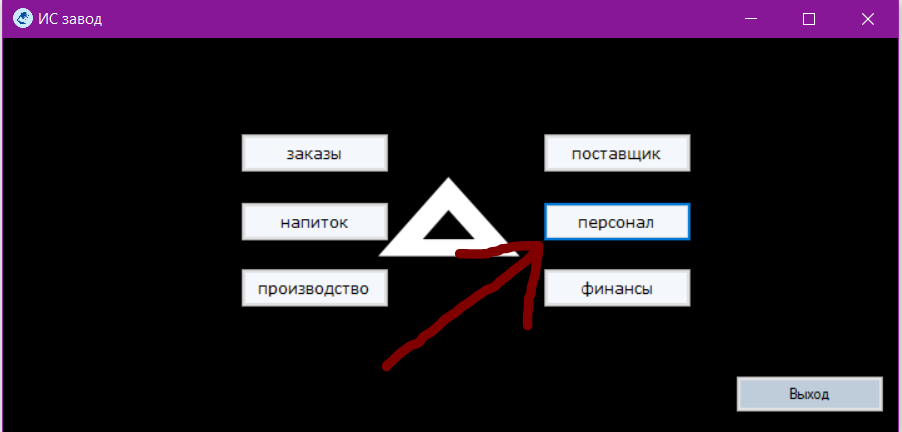 ИС завод
заказы
поставщик
напиток
персонал
производство
финансы
Выход